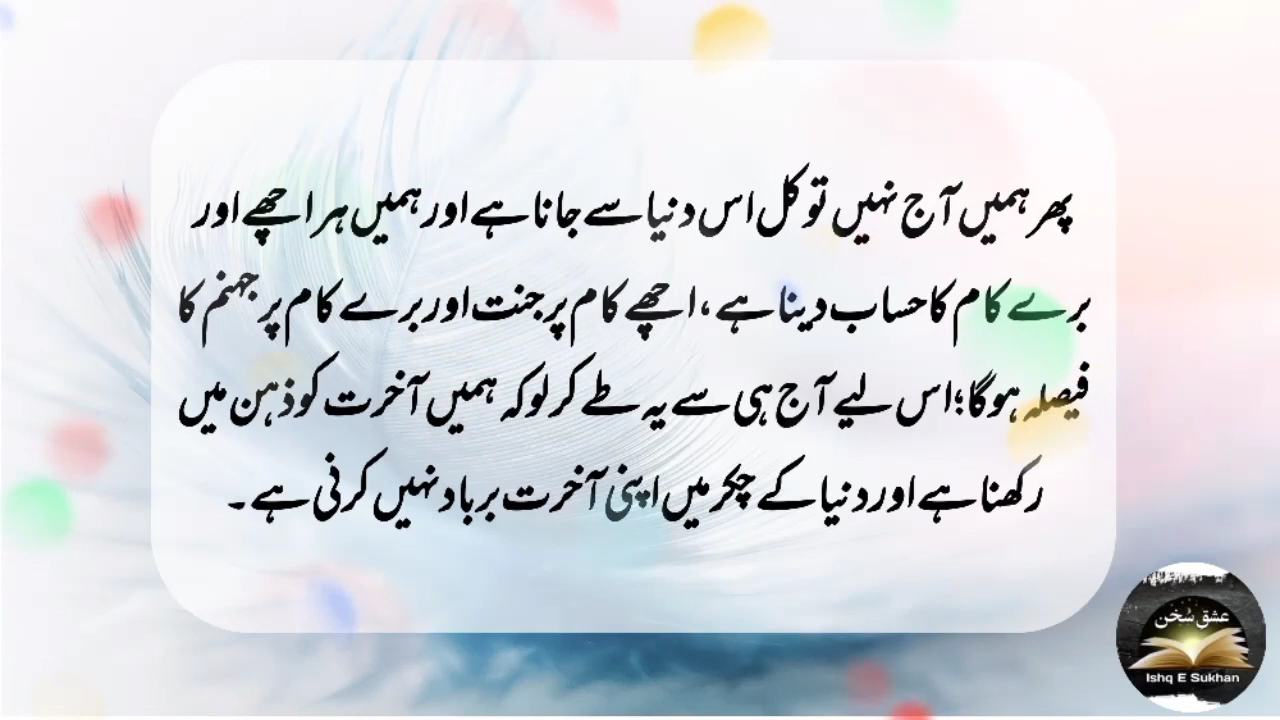 پھر ہمیں آج نہیں تو کل اس دنیا سے جانا ہے اور ہمیں ہر اچھے اور
برے کام کا حساب دینا ہے، اچھے کام پر جنت اور برے کام پر جہنم کا
فیصلہ ہوگا؛ اس لیے آج ہی سے یہ طے کر لو کہ ہمیں آخرت کو ذہن میں
رکھنا ہے اور دنیا کے چکر میں اپنی آخرت برباد نہیں کرنی ہے۔
عشقِ سُخن
Ishq E Sukhan